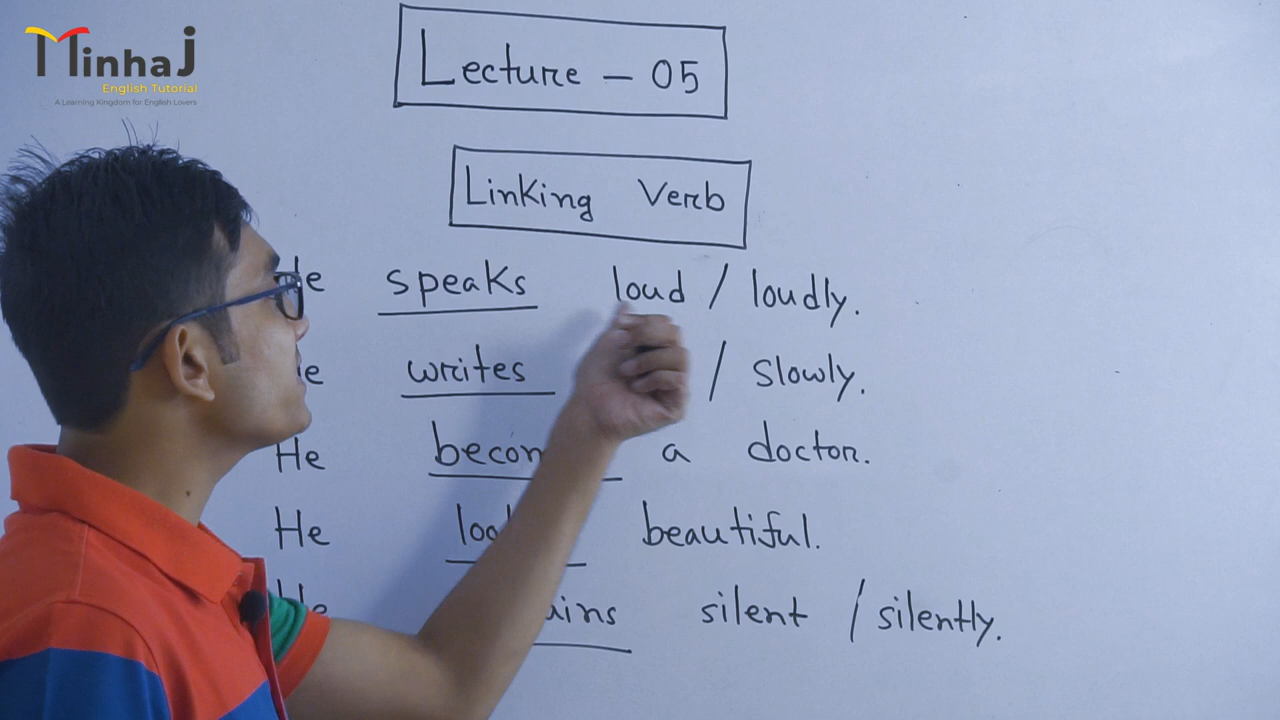 Minhaj
English Tutorial
A Learning Kingdom for English Lovers
Lecture - 05
Linking Verb
speaks loud / loudly.
writes / slowly.
He a doctor.
He beautiful.
He silent / silently.